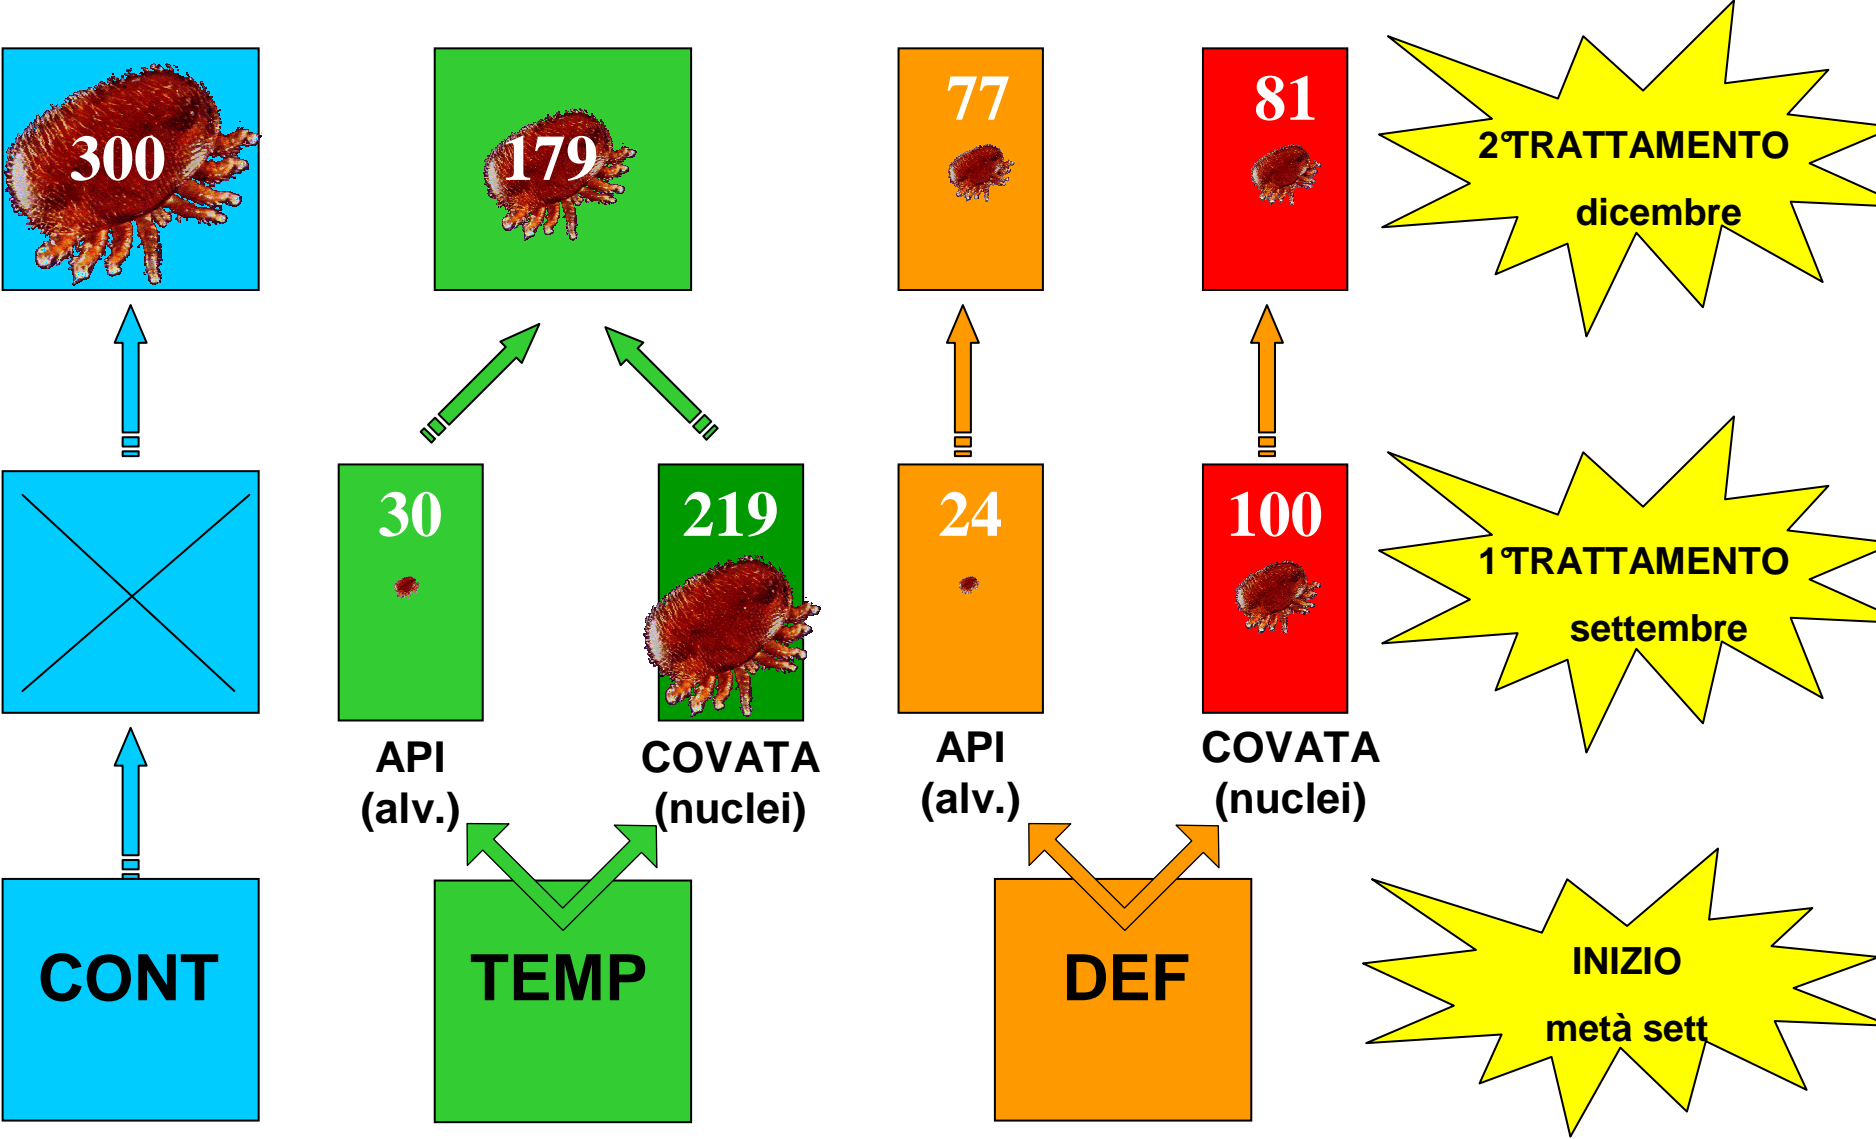 300
179
77
81
2°TRATTAMENTO
dicembre
30
219
24
100
1°TRATTAMENTO
settembre
API
(alv.)
COVATA
(nuclei)
API
(alv.)
COVATA
(nuclei)
CONT
TEMP
DEF
INIZIO
metà sett